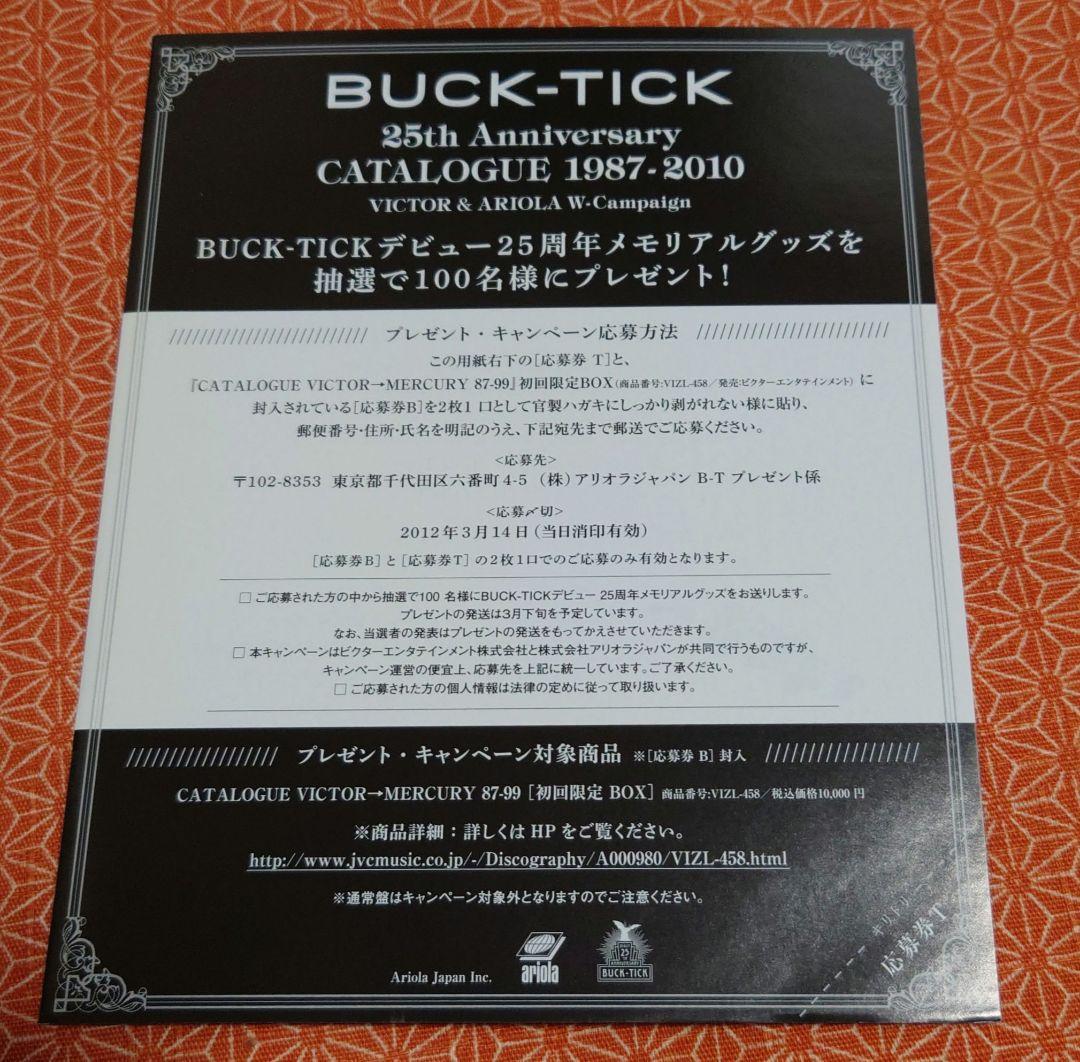 BUCK-TICK
25th Anniversary
CATALOGUE 1987-2010
VICTOR & ARIOLA W-Campaign
BUCK-TICKデビュー25周年メモリアルグッズを
抽選で100名様にプレゼント!
プレゼント・キャンペーン応募方法
この用紙右下の[応募券 T]と、
『CATALOGUE VICTOR→MERCURY 87-99』初回限定BOX(商品番号:VIZL-458／発売:ビクターエンタテインメント)に
封入されている[応募券B]を2枚1口として官製ハガキにしっかり剥がれない様に貼り、
郵便番号・住所・氏名を明記のうえ、下記宛先まで郵送でご応募ください。
<応募先>
〒102-8353 東京都千代田区六番町4-5 (株)アリオラジャパン B-T プレゼント係
<応募〆切>
2012年3月14日(当日消印有効)
[応募券B]と[応募券T]の2枚1口でのご応募のみ有効となります。
□ ご応募された方の中から抽選で100 名様にBUCK-TICKデビュー 25周年メモリアルグッズをお送りします。
プレゼントの発送は3月下旬を予定しています。
なお、当選者の発表はプレゼントの発送をもってかえさせていただきます。
□ 本キャンペーンはビクターエンタテインメント株式会社と株式会社アリオラジャパンが共同で行うものですが、
キャンペーン運営の便宜上、応募先を上記に統一しています。ご了承ください。
□ ご応募された方の個人情報は法律の定めに従って取り扱います。
プレゼント・キャンペーン対象商品 ※[応募券 B] 封入
CATALOGUE VICTOR→MERCURY 87-99 [初回限定 BOX] 商品番号:VIZL-458／税込価格10,000 円
※商品詳細：詳しくは HP をご覧ください。
http://www.jvcmusic.co.jp/-/Discography/A000980/VIZL-458.html
※通常盤はキャンペーン対象外となりますのでご注意ください。
キリトリ
応募券T
Ariola Japan Inc.
ariola
25
ANNIVERSARY
BUCK-TICK